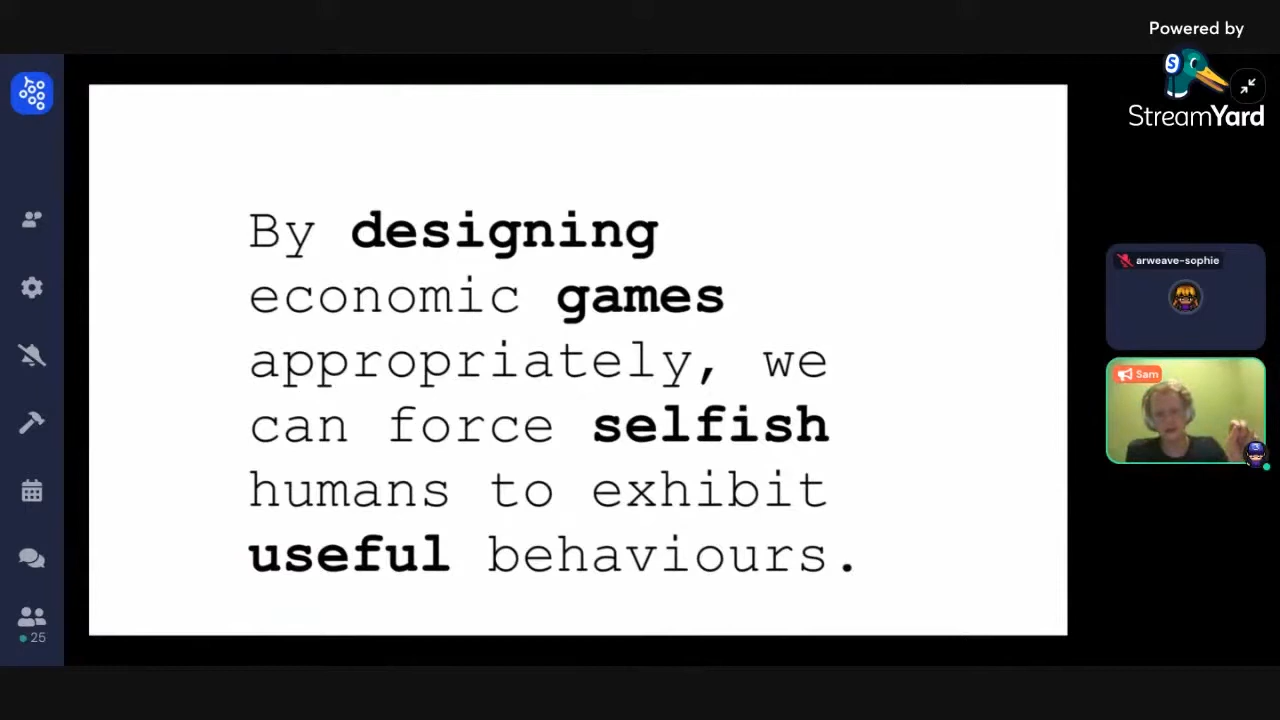 Powered by
StreamYard
By designing
economic games
appropriately, we
can force selfish
humans to exhibit
useful behaviours.
arweave-sophie
Sam
25